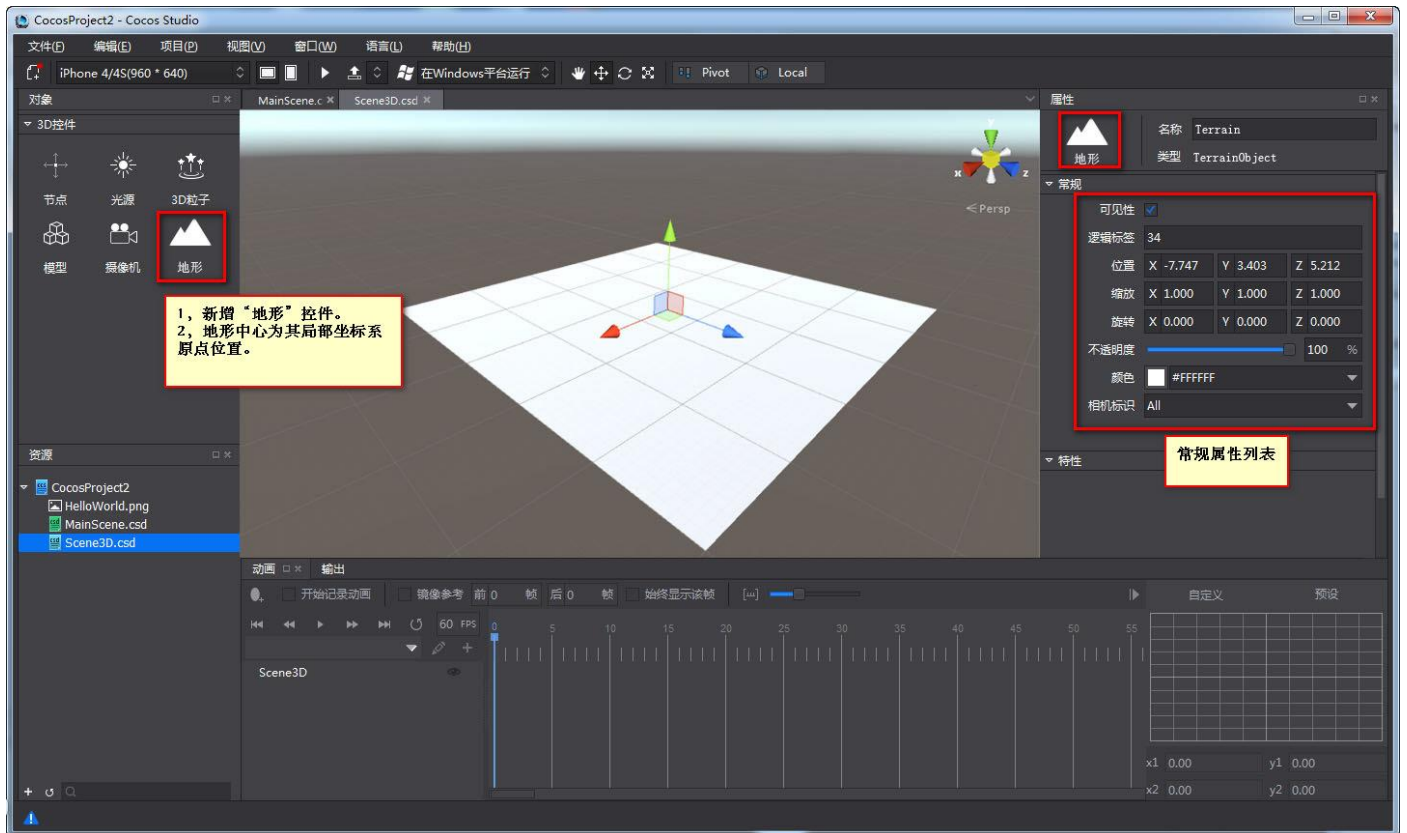 CocosProject2 - Cocos Studio
文件(F) 编辑(E) 项目(P) 视图(V) 窗口(W) 语言(L) 帮助(H)
iPhone 4/4S(960 * 640) 在Windows平台运行 Pivot Local
对象
3D控件
节点 光源 3D粒子
模型 摄像机 地形
1，新增“地形”控件。
2，地形中心为其局部坐标系
原点位置。
资源
CocosProject2
HelloWorld.png
MainScene.csd
Scene3D.csd
MainScene.c Scene3D.csd
y
x z
Persp
属性
地形
名称 Terrain
类型 TerrainObject
常规
可见性
逻辑标签 34
位置 X -7.747 Y 3.403 Z 5.212
缩放 X 1.000 Y 1.000 Z 1.000
旋转 X 0.000 Y 0.000 Z 0.000
不透明度 100 %
颜色 #FFFFFF
相机标识 All
常规属性列表
特性
动画 输出
开始记录动画 镜像参考 前 0 帧 后 0 帧 始终显示该帧
自定义 预设
60 FPS 0 5 10 15 20 25 30 35 40 45 50 55
Scene3D
x1 0.00 y1 0.00
x2 0.00 y2 0.00